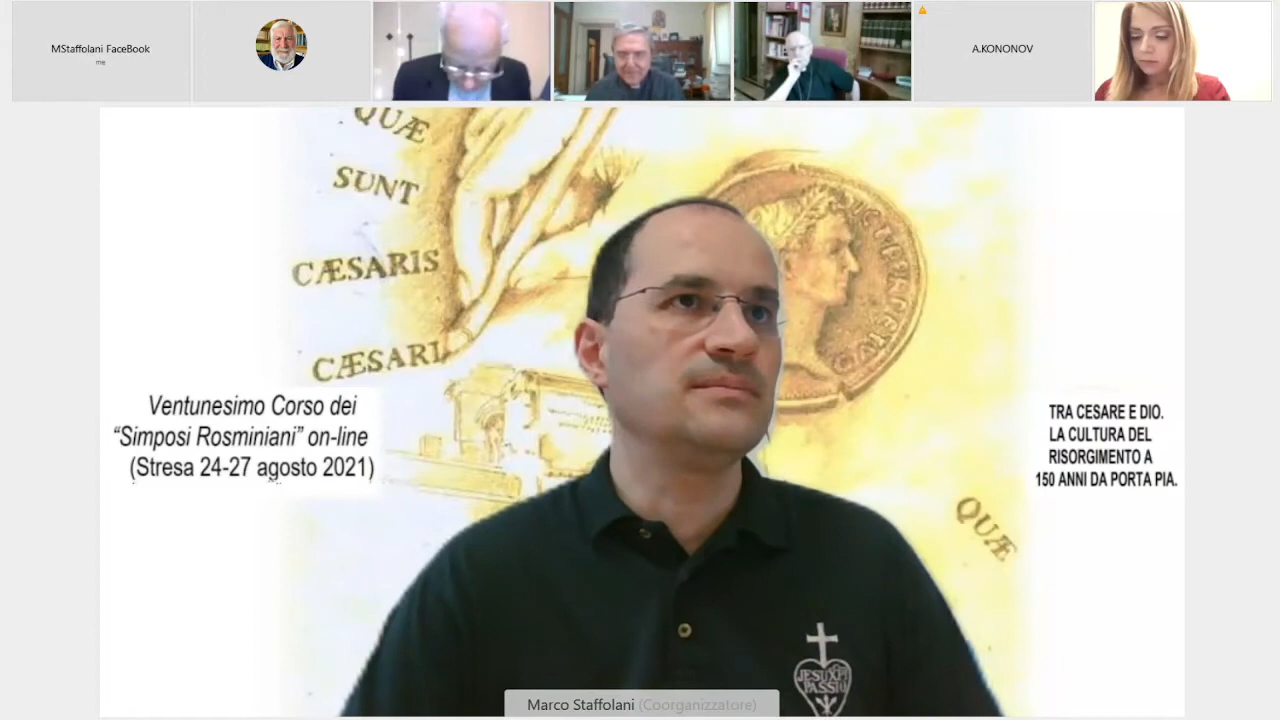 MStaffolani FaceBook
me
A.KONONOV
QUÆ
SUNT
CÆSARIS
CÆSARI
Ventunesimo Corso dei
“Simposi Rosminiani” on-line
(Stresa 24-27 agosto 2021)
TRA CESARE E DIO.
LA CULTURA DEL
RISORGIMENTO A
150 ANNI DA PORTA PIA.
QUÆ
JESU XPI
PASSIO
Marco Staffolani (Coorganizzatore)